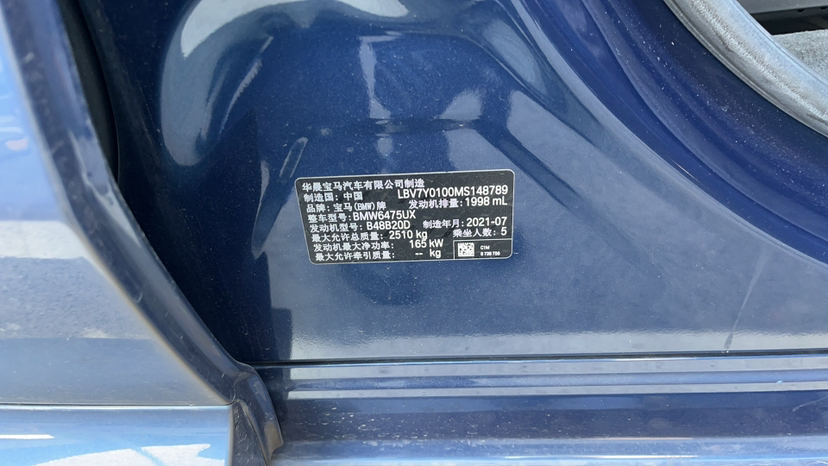 华晨宝马汽车有限公司制造
制造国: 中国 LBV7Y0100MS148789
品牌: 宝马(BMW)牌 发动机排量: 1998 mL
整车型号: BMW6475UX
发动机型号: B48B20D 制造年月: 2021-07
最大允许总质量: 2510 kg 乘坐人数: 5
发动机最大净功率: 165 kW
最大允许牵引质量: -- kg